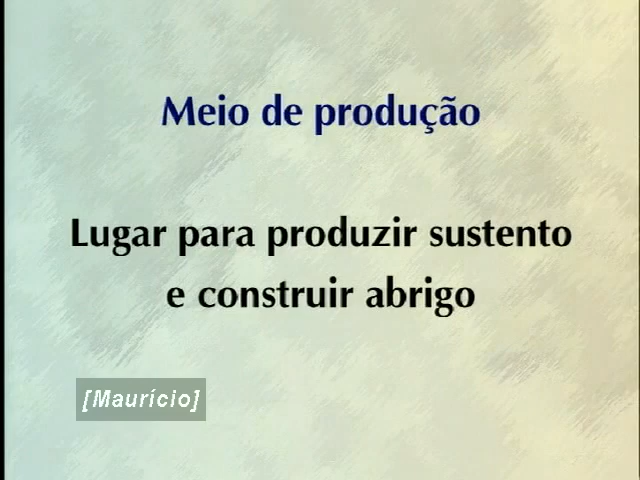 Meio de produção
Lugar para produzir sustento
e construir abrigo
[Maurício]